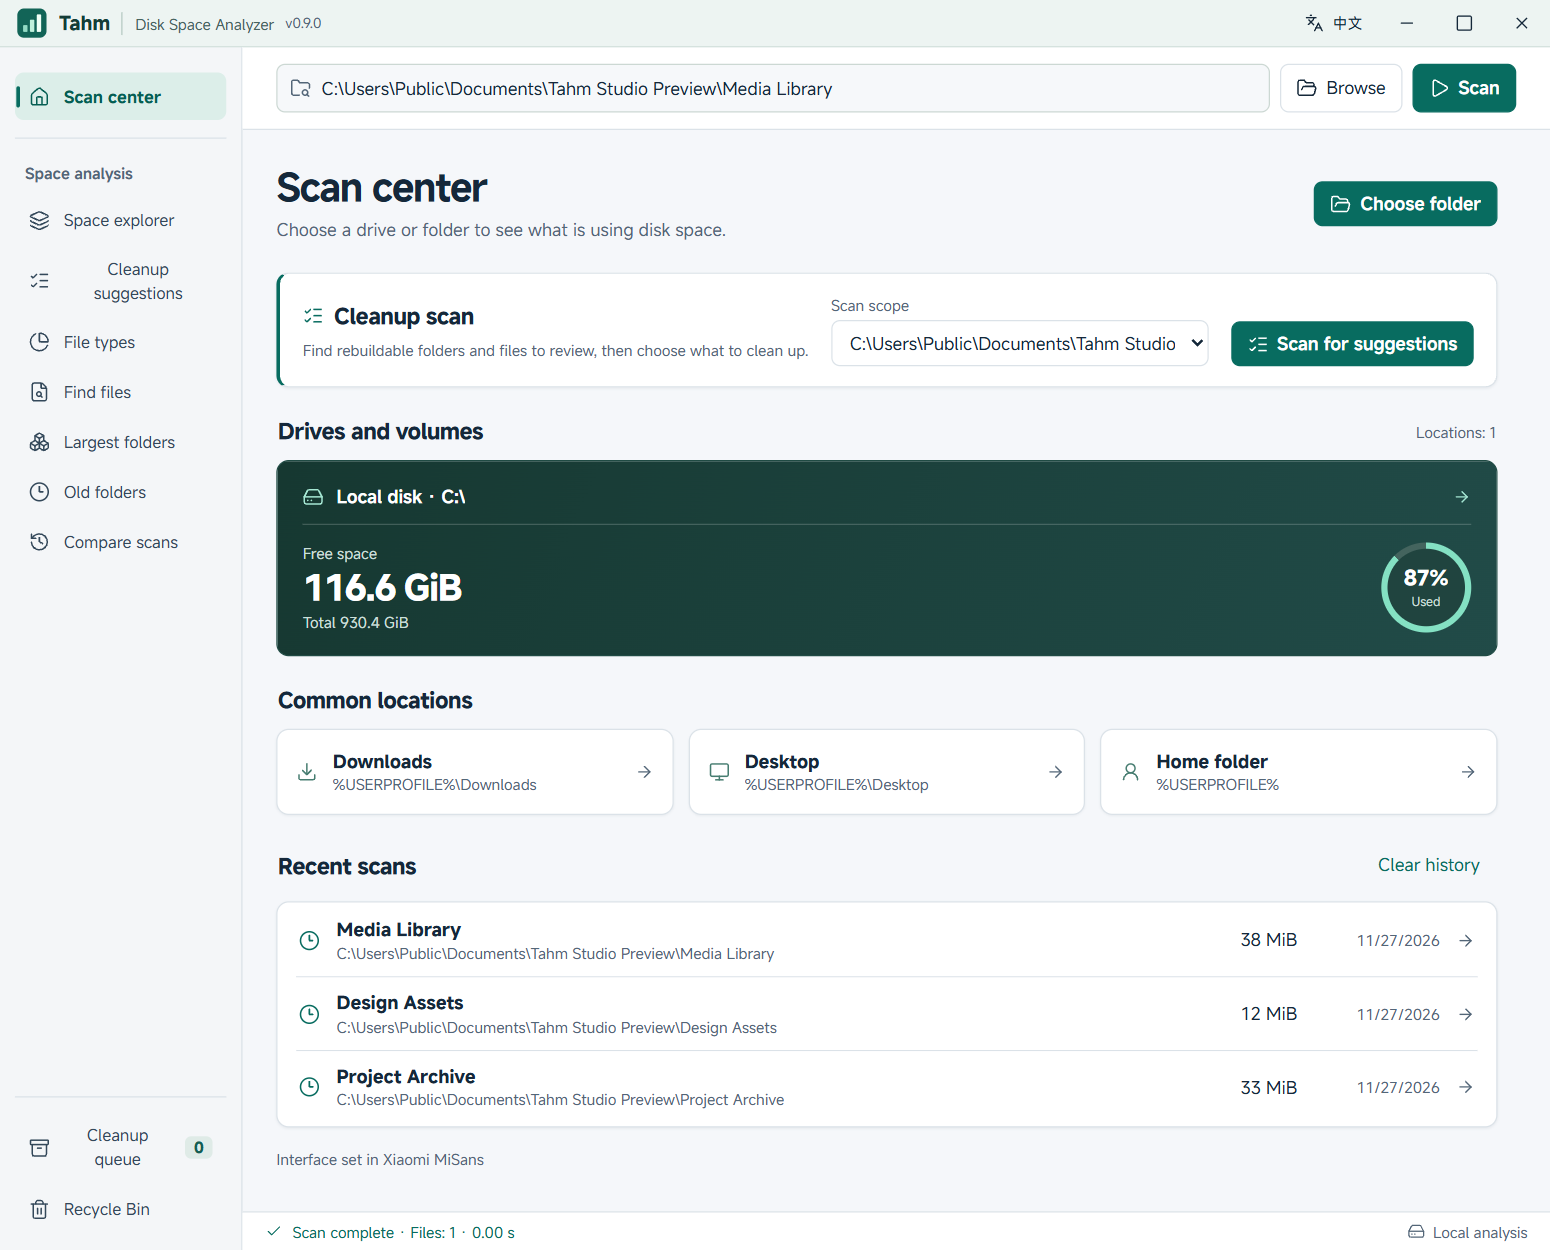 Tahm
Disk Space Analyzer v0.9.0
中文
Scan center
Space analysis
Space explorer
Cleanup
suggestions
File types
Find files
Largest folders
Old folders
Compare scans
Cleanup
queue
0
Recycle Bin
C:\Users\Public\Documents\Tahm Studio Preview\Media Library
Browse
Scan
Scan center
Choose a drive or folder to see what is using disk space.
Choose folder
Cleanup scan
Find rebuildable folders and files to review, then choose what to clean up.
Scan scope
C:\Users\Public\Documents\Tahm Studio
Scan for suggestions
Drives and volumes
Locations: 1
Local disk · C:\
Free space
116.6 GiB
Total 930.4 GiB
87%
Used
Common locations
Downloads
%USERPROFILE%\Downloads
Desktop
%USERPROFILE%\Desktop
Home folder
%USERPROFILE%
Recent scans
Clear history
Media Library
C:\Users\Public\Documents\Tahm Studio Preview\Media Library
38 MiB
11/27/2026
Design Assets
C:\Users\Public\Documents\Tahm Studio Preview\Design Assets
12 MiB
11/27/2026
Project Archive
C:\Users\Public\Documents\Tahm Studio Preview\Project Archive
33 MiB
11/27/2026
Interface set in Xiaomi MiSans
Scan complete · Files: 1 · 0.00 s
Local analysis